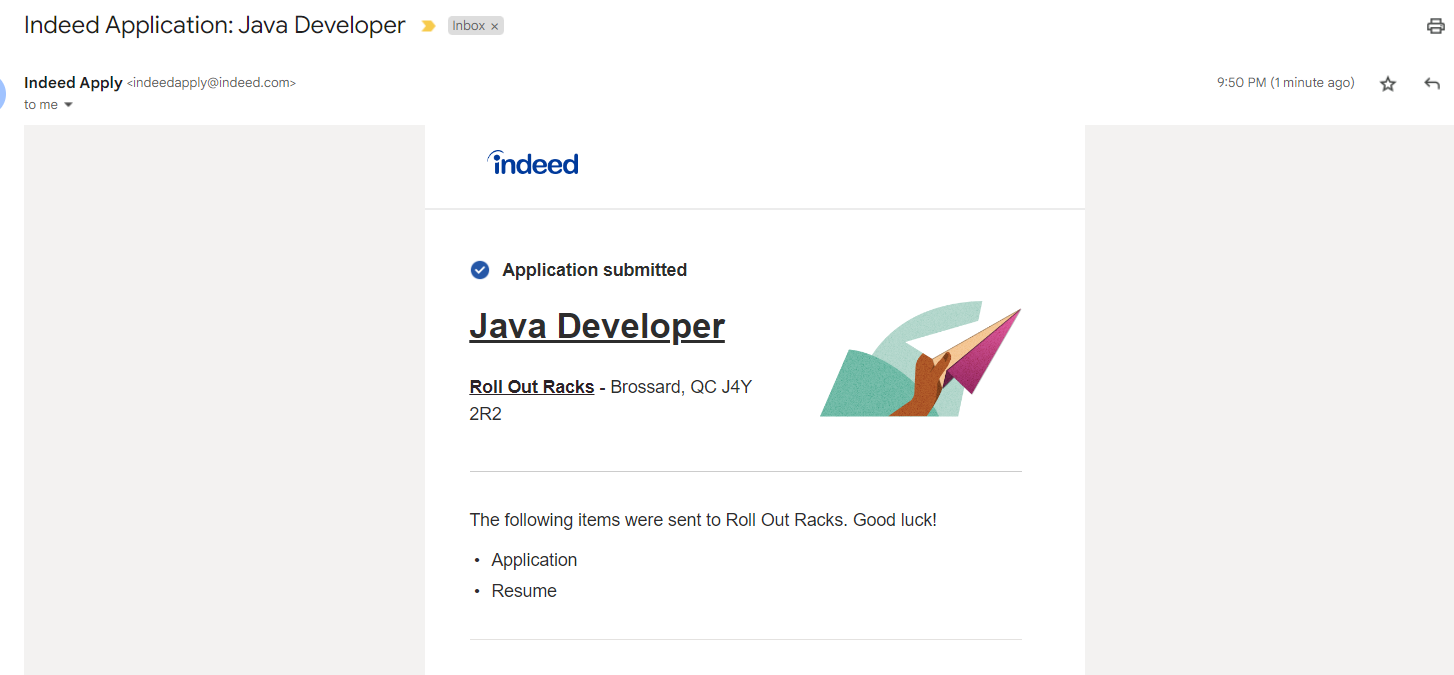 Indeed Application: Java Developer
Inbox ×
Indeed Apply <indeedapply@indeed.com>
9:50 PM (1 minute ago)
to me
indeed
Application submitted
Java Developer
Roll Out Racks - Brossard, QC J4Y
2R2
The following items were sent to Roll Out Racks. Good luck!
• Application
• Resume